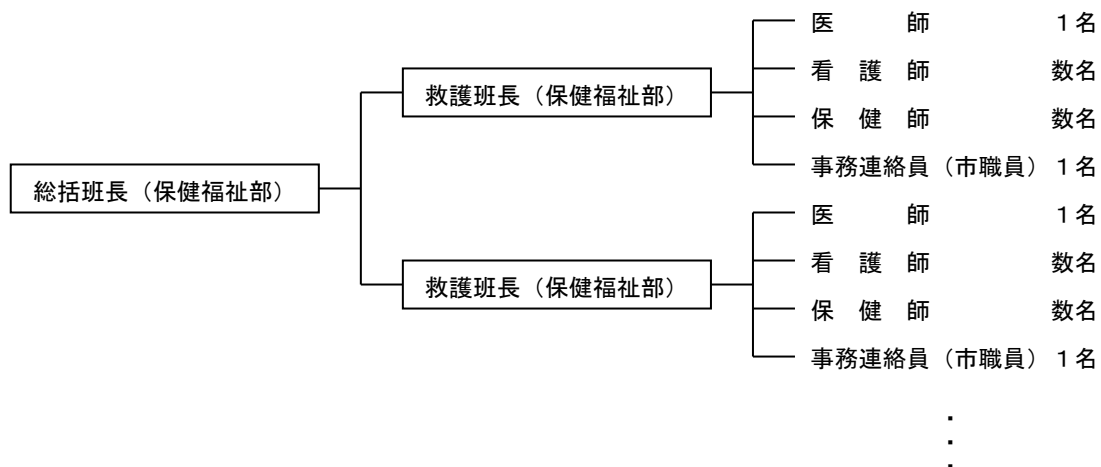 医　　　師　　　　　１名
看　護　師　　　　　数名
救護班長（保健福祉部）
保　健　師　　　　　数名
事務連絡員（市職員）１名
総括班長（保健福祉部）
医　　　師　　　　　１名
看　護　師　　　　　数名
救護班長（保健福祉部）
保　健　師　　　　　数名
事務連絡員（市職員）１名
・
・
・